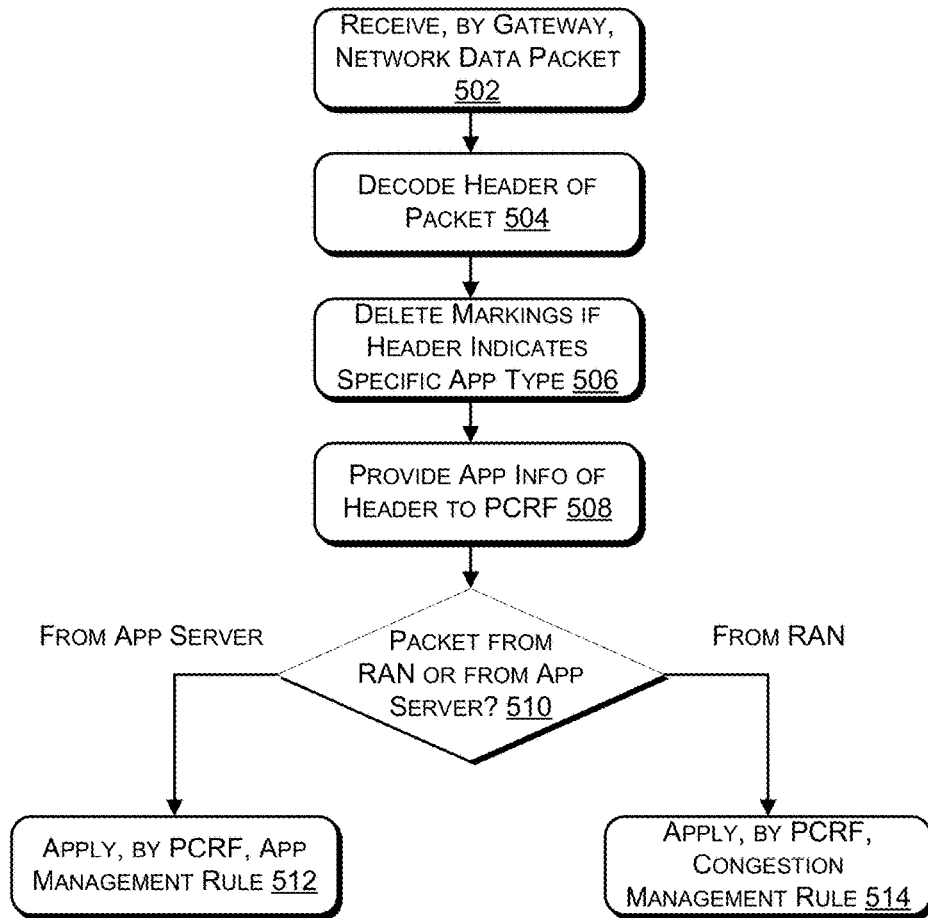 RECEIVE, BY GATEWAY,
NETWORK DATA PACKET
502
DECODE HEADER OF
PACKET 504
DELETE MARKINGS IF
HEADER INDICATES
SPECIFIC APP TYPE 506
PROVIDE APP INFO OF
HEADER TO PCRF 508
FROM APP SERVER
PACKET FROM
RAN OR FROM APP
SERVER? 510
FROM RAN
APPLY, BY PCRF, APP
MANAGEMENT RULE 512
APPLY, BY PCRF,
CONGESTION
MANAGEMENT RULE 514